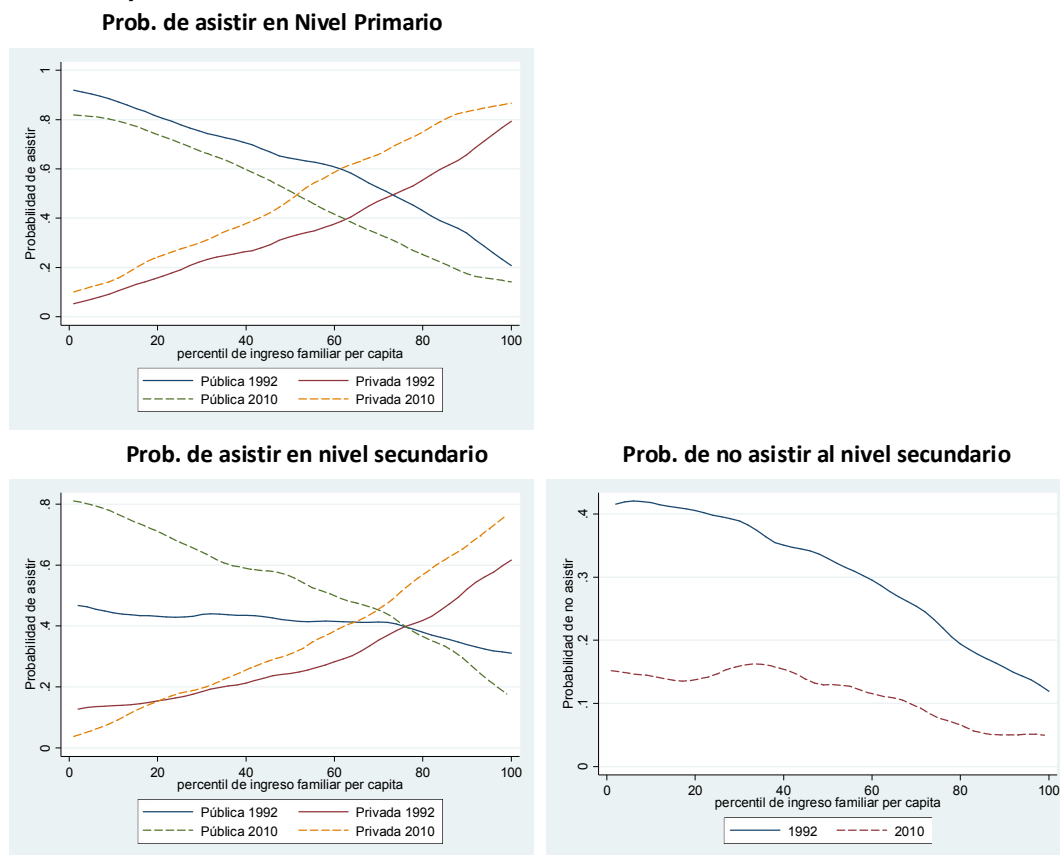 Prob. de asistir en Nivel Primario
Probabilidad de asistir
1
.8
.6
.4
.2
0
0 20 40 60 80 100
percentil de ingreso familiar per capita
Pública 1992 Privada 1992
Pública 2010 Privada 2010
Prob. de asistir en nivel secundario
Probabilidad de asistir
.8
.6
.4
.2
0
0 20 40 60 80 100
percentil de ingreso familiar per capita
Pública 1992 Privada 1992
Pública 2010 Privada 2010
Prob. de no asistir al nivel secundario
Probabilidad de no asistir
.4
.3
.2
.1
0
0 20 40 60 80 100
percentil de ingreso familiar per capita
1992 2010